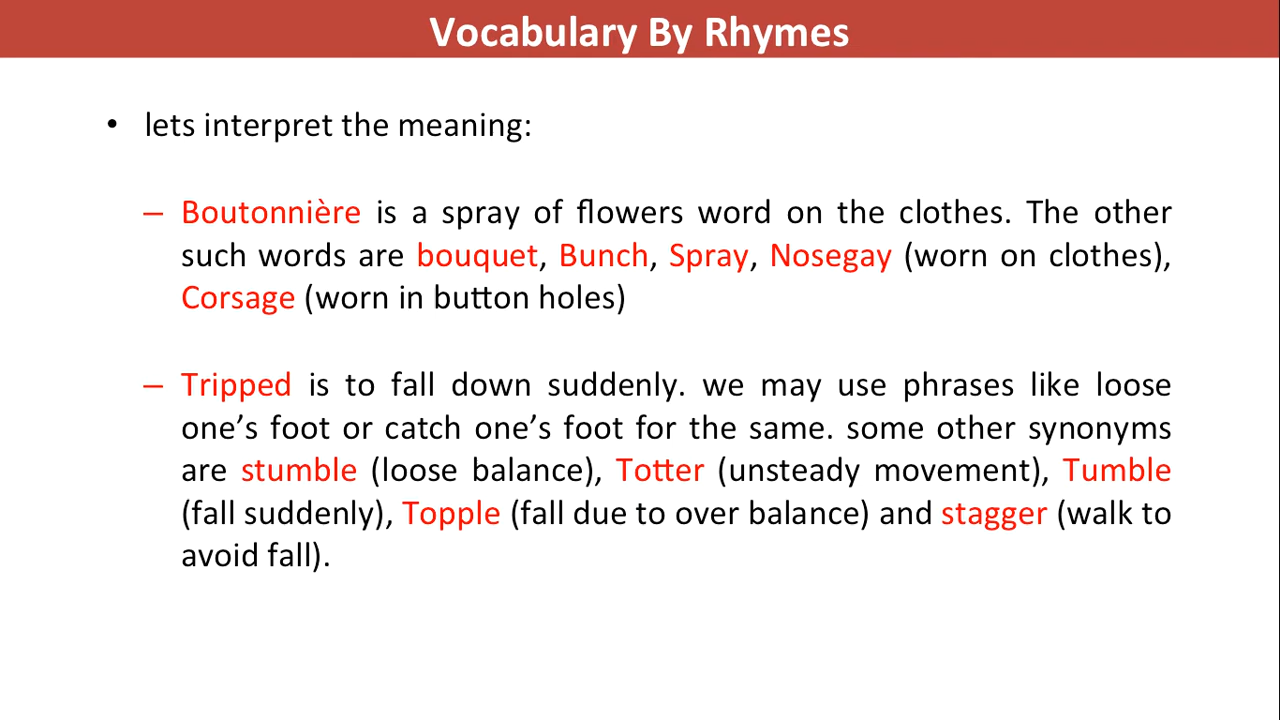 Vocabulary By Rhymes
• lets interpret the meaning:
– Boutonnière is a spray of flowers word on the clothes. The other
such words are bouquet, Bunch, Spray, Nosegay (worn on clothes),
Corsage (worn in button holes)
– Tripped is to fall down suddenly. we may use phrases like loose
one’s foot or catch one’s foot for the same. some other synonyms
are stumble (loose balance), Totter (unsteady movement), Tumble
(fall suddenly), Topple (fall due to over balance) and stagger (walk to
avoid fall).